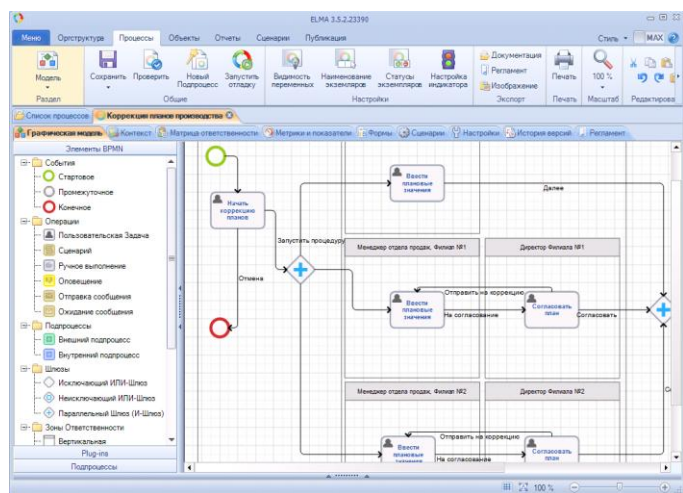 ELMA 3.5.2.23390
Меню Оргструктура Процессы Объекты Отчеты Сценарии Публикация Стиль MAX
Модель Сохранить Проверить Новый Подпроцесс Запустить отладку Видимость переменных Наименование экземпляров Статусы экземпляров Настройка индикатора Документация Регламент Изображение Печать 100 %
Раздел Общие Настройки Экспорт Печать Масштаб Редактирова
Список процессов Коррекция планов производства
Графическая модель Контекст Матрица ответственности Метрики и показатели Формы Сценарии Настройки История версий Регламент
Элементы BPMN
События
Стартовое
Промежуточное
Конечное
Операции
Пользовательская Задача
Сценарий
Ручное выполнение
Оповещение
Отправка сообщения
Ожидание сообщения
Подпроцессы
Внешний подпроцесс
Внутренний подпроцесс
Шлюзы
Исключающий ИЛИ-Шлюз
Неисключающий ИЛИ-Шлюз
Параллельный Шлюз (И-Шлюз)
Зоны Ответственности
Вертикальная
Plug-ins
Подпроцессы
Начать
коррекцию
планов
Отмена
Запустить процедуру
Ввести
плановые
значения
Далее
Менеджер отдела продаж, Филиал №1
Директор Филиала №1
Ввести
плановые
значения
Отправить на коррекцию
На согласование
Согласовать
план
Согласовать
Менеджер отдела продаж, Филиал №2
Директор Филиала №2
Ввести
плановые
значения
Отправить на коррекцию
На согласование
Согласовать
план
100 %